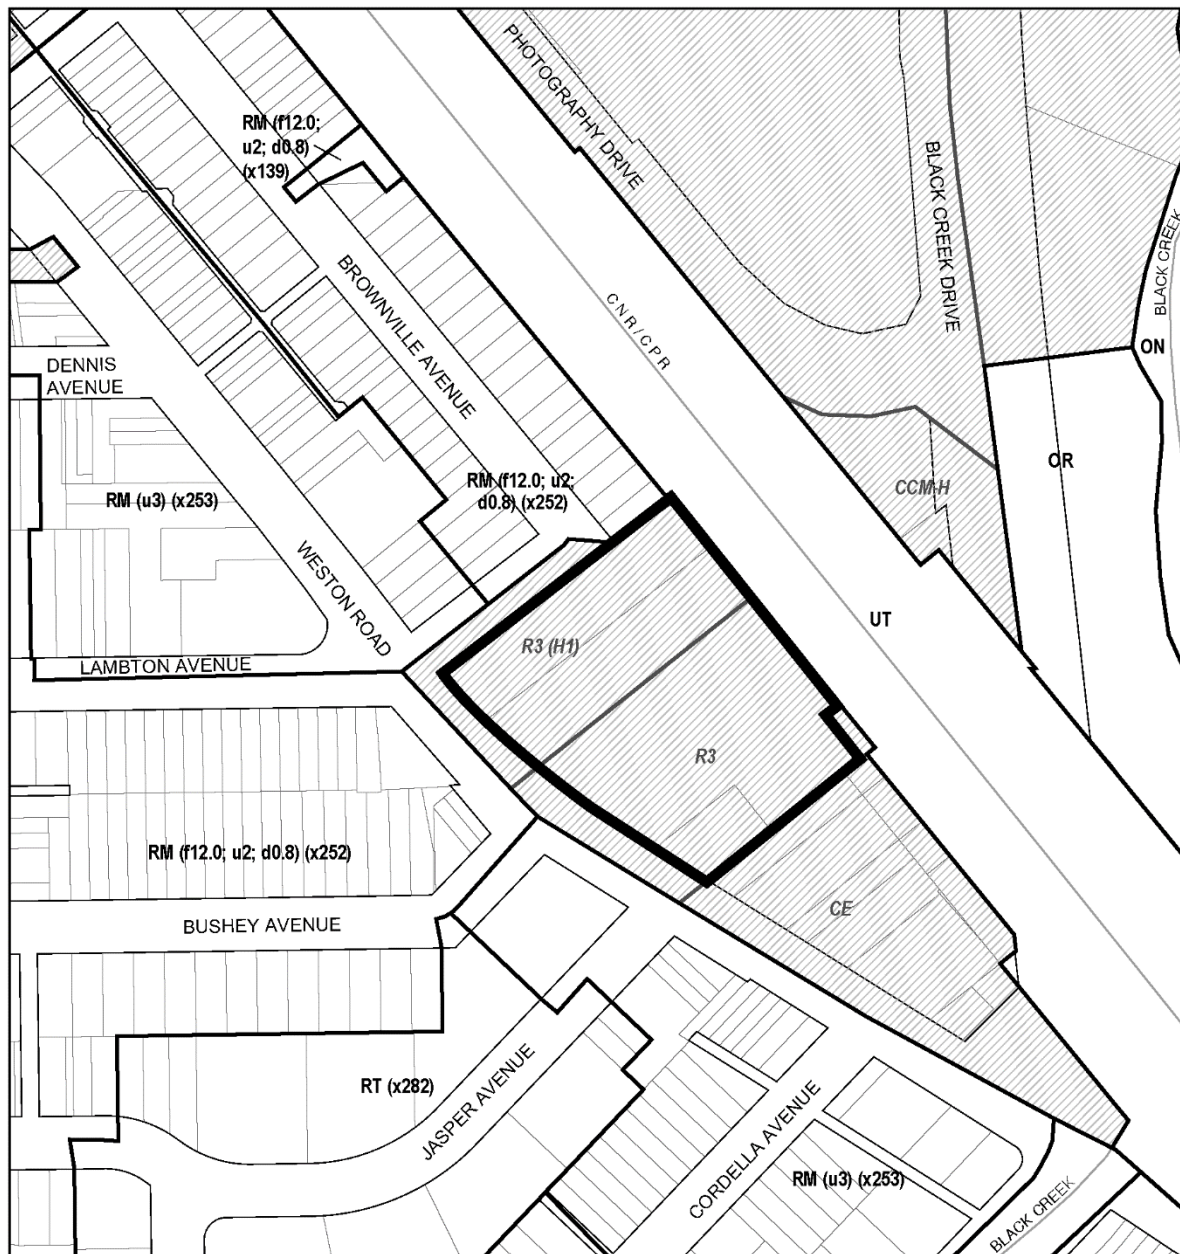 PHOTOGRAPHY DRIVE
RM (f12.0;
u2; d0.8)
(x139)
BLACK CREEK DRIVE
BLACK CREEK
BROWNVILLE AVENUE
CNR/CPR
ON
DENNIS
AVENUE
OR
RM (f12.0; u2;
d0.8) (x252)
CCM-H
RM (u3) (x253)
WESTON ROAD
UT
R3 (H1)
LAMBTON AVENUE
R3
RM (f12.0; u2; d0.8) (x252)
CE
BUSHEY AVENUE
RT (x282)
JASPER AVENUE
CORDELLA AVENUE
RM (u3) (x253)
BLACK CREEK